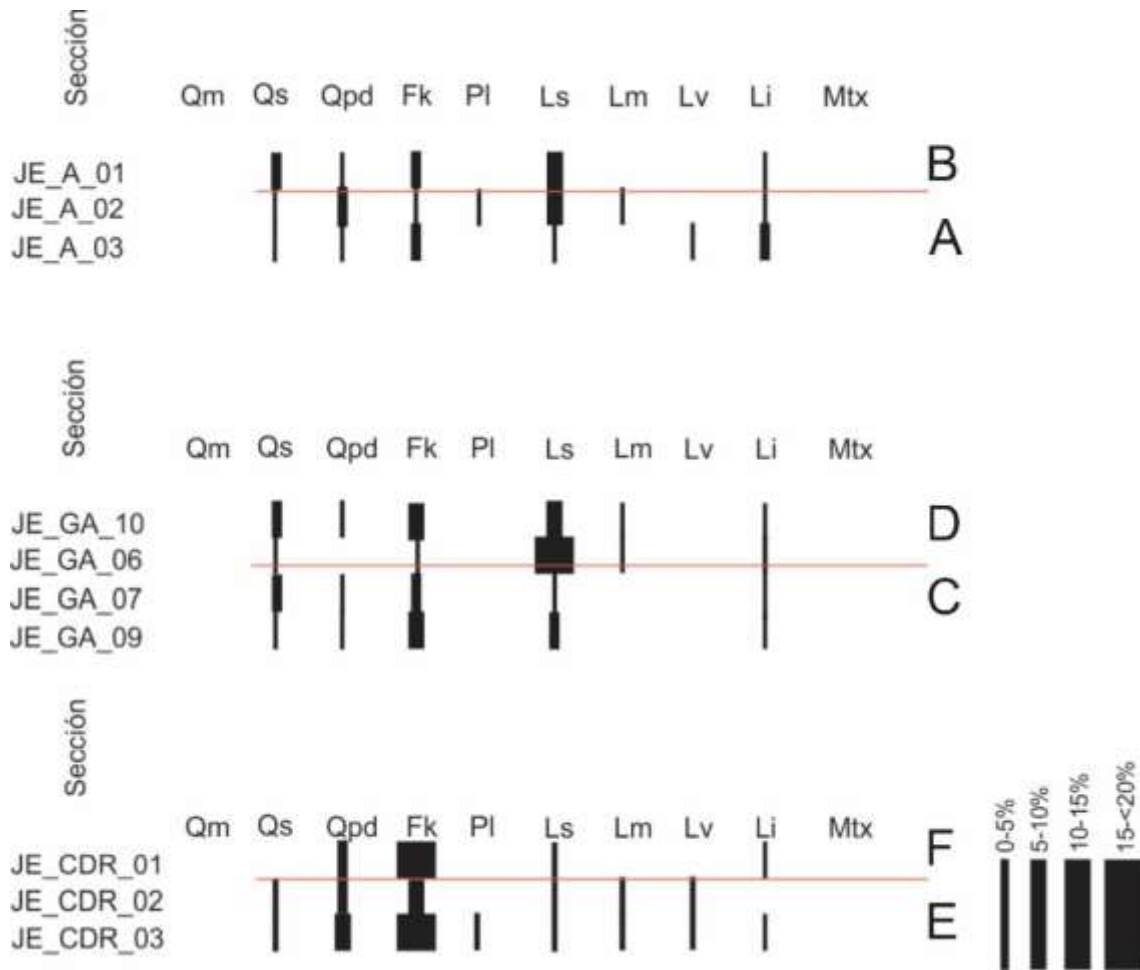 Sección
Qm Qs Qpd Fk Pl Ls Lm Lv Li Mtx
JE_A_01
B
JE_A_02
JE_A_03
A
Sección
Qm Qs Qpd Fk Pl Ls Lm Lv Li Mtx
JE_GA_10
D
JE_GA_06
JE_GA_07
C
JE_GA_09
Sección
Qm Qs Qpd Fk Pl Ls Lm Lv Li Mtx
JE_CDR_01
F
JE_CDR_02
JE_CDR_03
E
0-5%
5-10%
10-15%
15-<20%